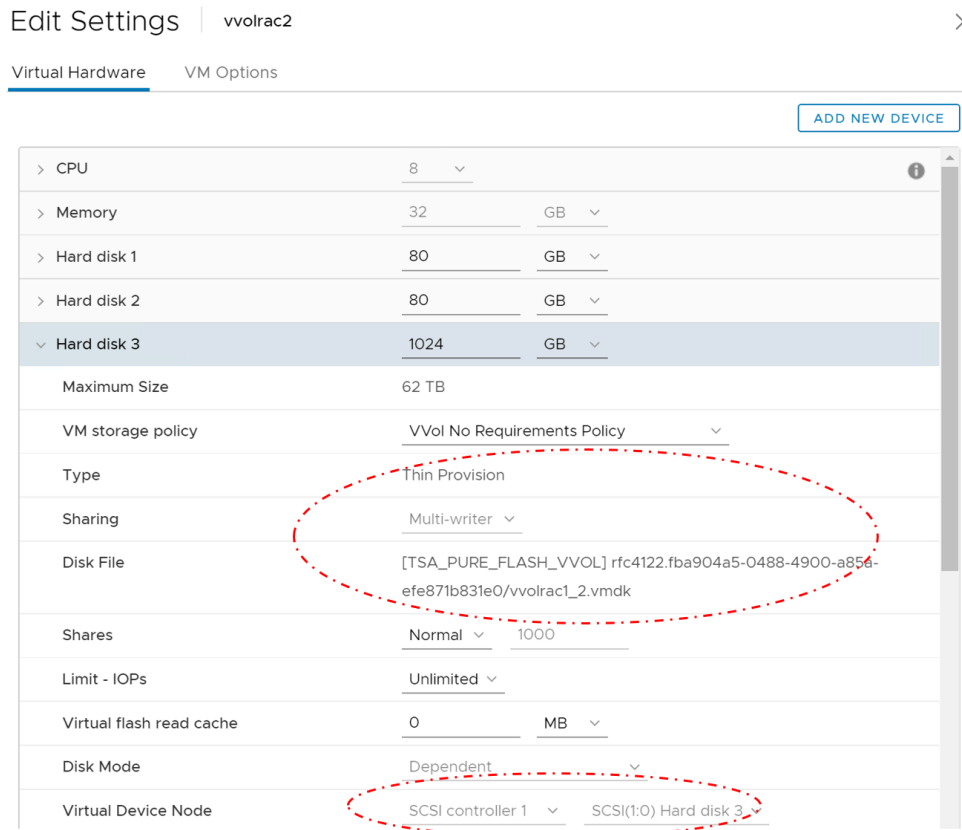 Edit Settings vvolrac2
Virtual Hardware VM Options
ADD NEW DEVICE
CPU 8
Memory 32 GB
Hard disk 1 80 GB
Hard disk 2 80 GB
Hard disk 3 1024 GB
Maximum Size 62 TB
VM storage policy VVol No Requirements Policy
Type Thin Provision
Sharing Multi-writer
Disk File [TSA_PURE_FLASH_VVOL] rfc4122.fba904a5-0488-4900-a85a-
efe871b831e0/vvolrac1_2.vmdk
Shares Normal 1000
Limit - IOPs Unlimited
Virtual flash read cache 0 MB
Disk Mode Dependent
Virtual Device Node SCSI controller 1 SCSI(1:0) Hard disk 3